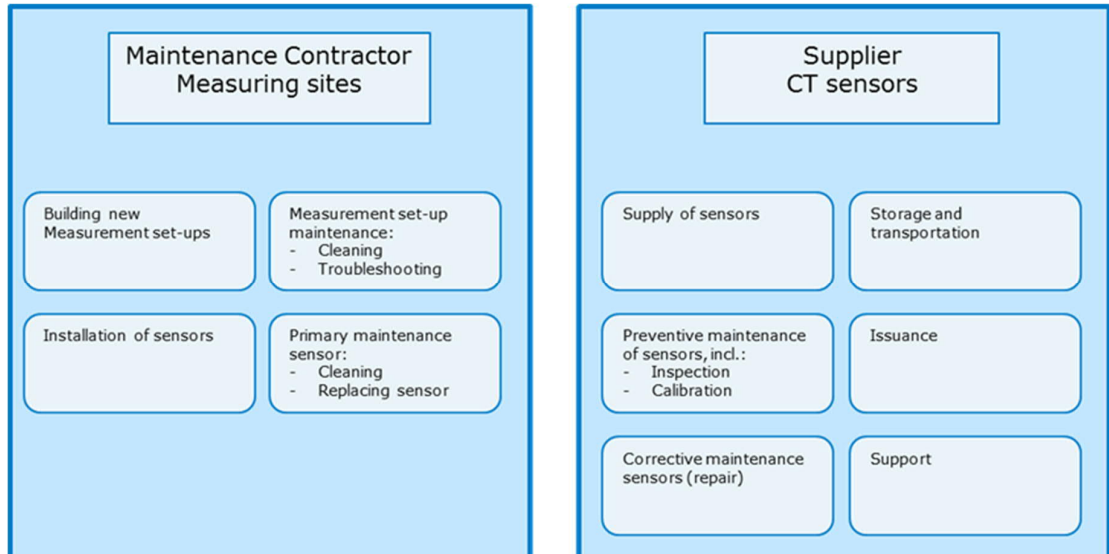 Maintenance Contractor
Measuring sites
Building new
Measurement set-ups
Measurement set-up
maintenance:
- Cleaning
- Troubleshooting
Installation of sensors
Primary maintenance
sensor:
- Cleaning
- Replacing sensor
Supplier
CT sensors
Supply of sensors
Storage and
transportation
Preventive maintenance
of sensors, incl.:
- Inspection
- Calibration
Issuance
Corrective maintenance
sensors (repair)
Support